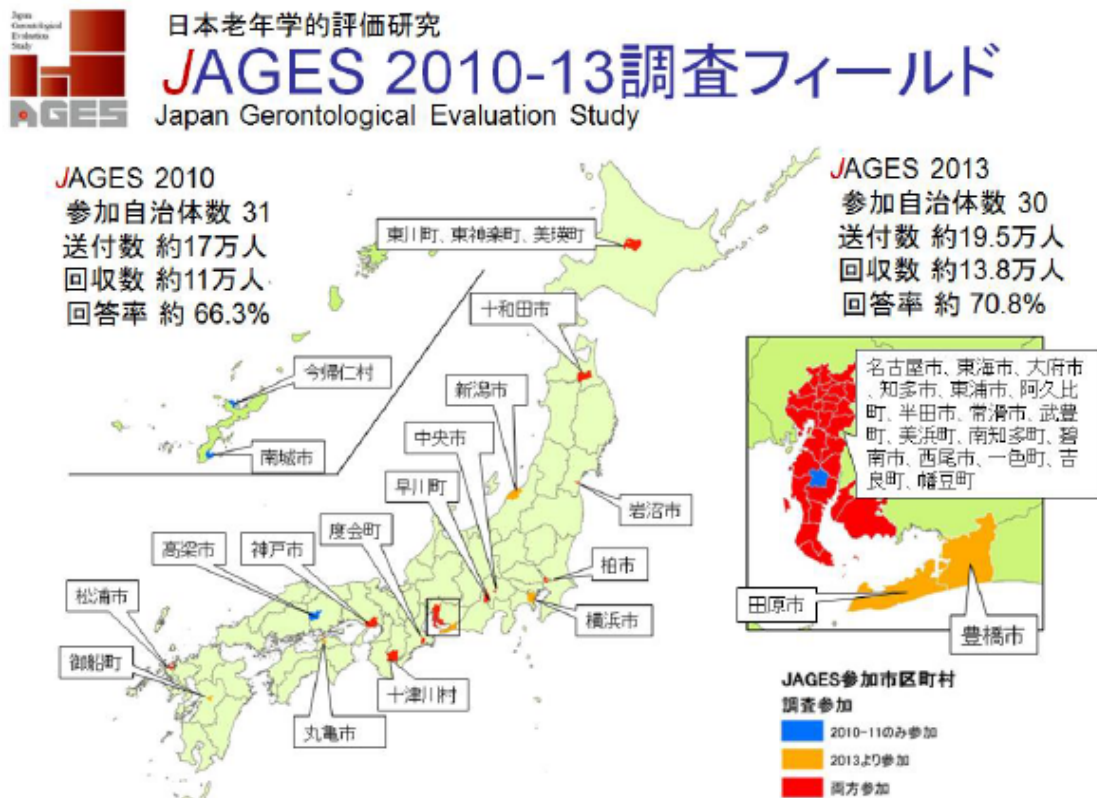 Japan
Gerontological
Evaluation
Study
AGES
日本老年学的評価研究
JAGES 2010-13調査フィールド
Japan Gerontological Evaluation Study
JAGES 2010
参加自治体数 31
送付数 約17万人
回収数 約11万人
回答率 約 66.3%
JAGES 2013
参加自治体数 30
送付数 約19.5万人
回収数 約13.8万人
回答率 約 70.8%
東川町、東神楽町、美瑛町
十和田市
今帰仁村
新潟市
中央市
南城市
早川町
岩沼市
度会町
高梁市
神戸市
柏市
松浦市
横浜市
御船町
十津川村
丸亀市
名古屋市、東海市、大府市
、知多市、東浦市、阿久比
町、半田市、常滑市、武豊
町、美浜町、南知多町、碧
南市、西尾市、一色町、吉
良町、幡豆町
田原市
豊橋市
JAGES参加市区町村
調査参加
2010-11のみ参加
2013より参加
両方参加